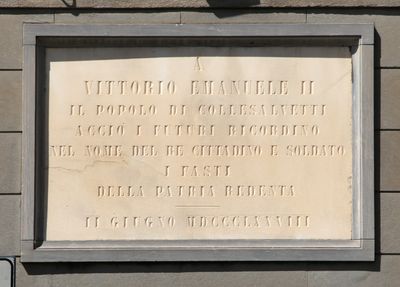 A
VITTORIO EMANUELE II
IL POPOLO DI COLLESALVETTI
ACCIÒ I FUTURI RICORDINO
NEL NOME DEL RE CITTADINO E SOLDATO
I FASTI
DELLA PATRIA REDENTA
II GIUGNO MDCCCLXXXVIII